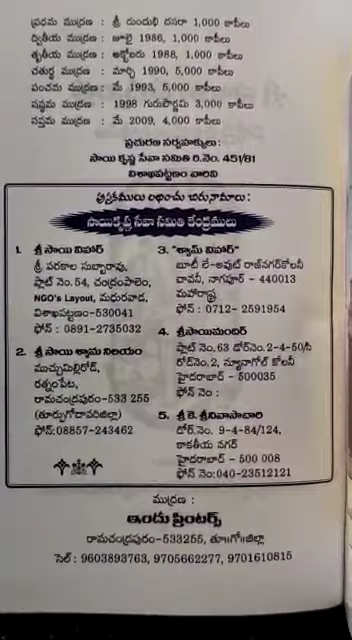 ప్రథమ ముద్రణ : శ్రీ దుందుభి దసరా 1,000 కాపీలు
ద్వితీయ ముద్రణ : జూలై 1986, 1,000 కాపీలు
తృతీయ ముద్రణ : అక్టోబరు 1988, 1,000 కాపీలు
చతుర్థ ముద్రణ : మార్చి 1990, 5,000 కాపీలు
పంచమ ముద్రణ : మే 1993, 5,000 కాపీలు
షష్ఠమ ముద్రణ : 1998 గురుపౌర్ణమి 3,000 కాపీలు
సప్తమ ముద్రణ : మే 2009, 4,000 కాపీలు
ప్రచురణ సర్వహక్కులు:
సాయి కృష్ణ సేవా సమితి రి.నెం. 451/81
విశాఖపట్టణం వారివి
పుస్తకములు లభించు చిరునామాలు:
సాయికృష్ణ సేవా సమితి కేంద్రములు
1. శ్రీ సాయి విహార్
శ్రీ పరకాల సుబ్బారావు,
ప్లాట్ నెం.54, చంద్రంపాలెం,
NGO's Layout, మధురవాడ,
విశాఖపట్టణం-530041
ఫోన్ : 0891-2735032
2. శ్రీ సాయి శ్యామ నిలయం
ముచ్చుమిల్లిరోడ్,
రత్నంపేట,
రామచంద్రపురం-533 255
(తూర్పుగోదావరిజిల్లా)
ఫోన్:08857-243462
3. "శ్యామ్ విహార్"
బూటీ లే-అవుట్ రాజ్‌నగర్‌కోలనీ
చావనీ, నాగపూర్ - 440013
మహారాష్ట్ర
ఫోన్ : 0712- 2591954
4. శ్రీసాయిమందిర్
ప్లాట్ నెం.63 డోర్‌నెం.2-4-50/సి
రోడ్‌నెం.2, న్యూనాగోల్ కోలనీ
హైదరాబాద్ - 500035
ఫోన్ నెం :
5. శ్రీ కె. శ్రీనివాసాచారి
డోర్.నెం. 9-4-84/124,
కాకతీయ నగర్
హైదరాబాద్ - 500 008
ఫోన్ నెం:040-23512121
ముద్రణ :
ఇందు ప్రింటర్స్
రామచంద్రపురం-533255, తూ॥గో॥జిల్లా
సెల్ : 9603893763, 9705662277, 9701610815